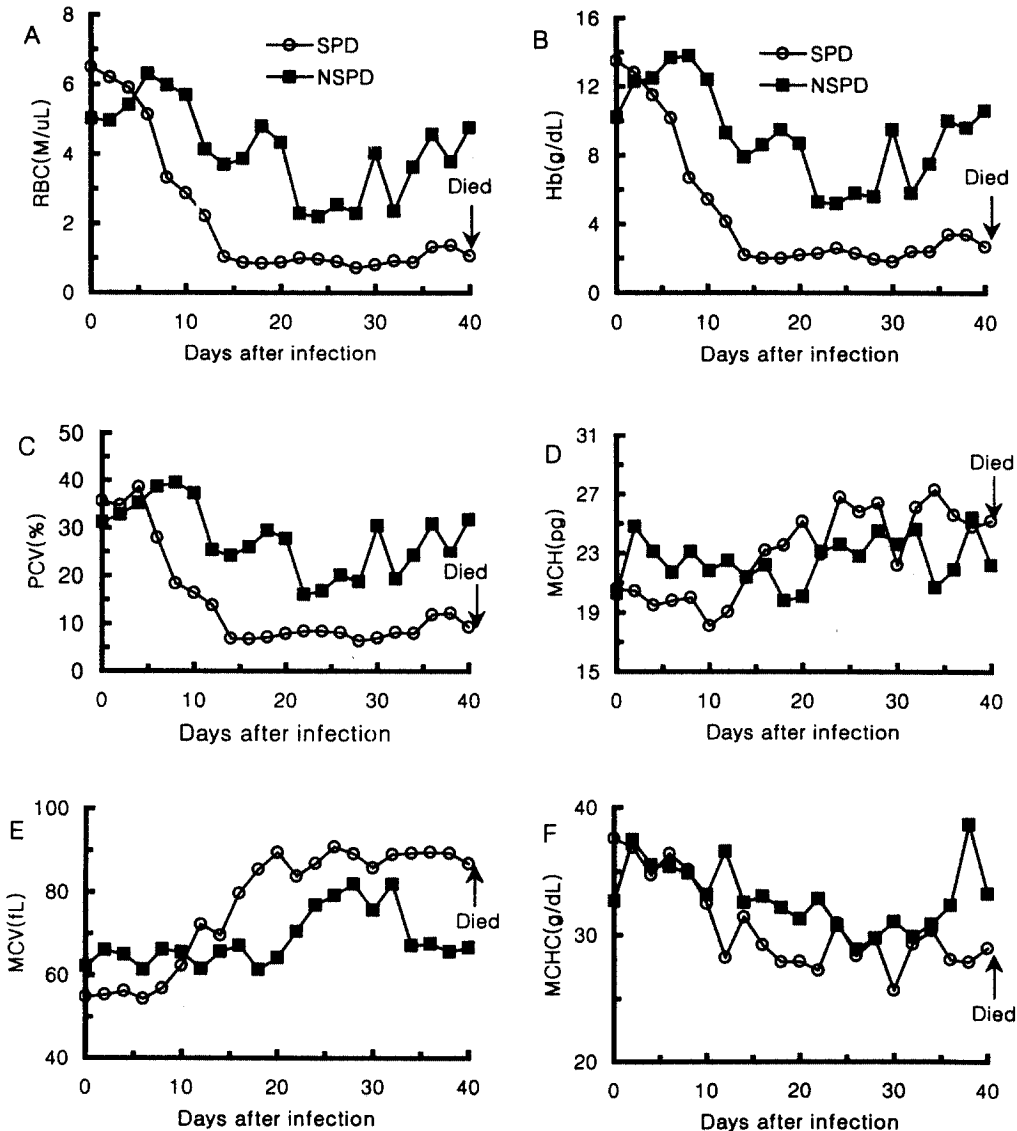 A
RBC(M/uL)
8
6
4
2
0
SPD
NSPD
Died
0 10 20 30 40
Days after infection
B
Hb(g/dL)
16
12
8
4
0
SPD
NSPD
Died
0 10 20 30 40
Days after infection
C
PCV(%)
50
40
30
20
10
0
Died
0 10 20 30 40
Days after infection
D
MCH(pg)
31
27
23
19
15
Died
0 10 20 30 40
Days after infection
E
MCV(fL)
100
80
60
40
Died
0 10 20 30 40
Days after infection
F
MCHC(g/dL)
40
30
20
Died
0 10 20 30 40
Days after infection